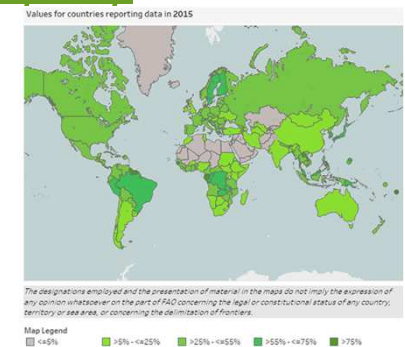 Values for countries reporting data in 2015
The designations employed and the presentation of material in the maps do not imply the expression of
any opinion whatsoever on the part of FAO concerning the legal or constitutional status of any country,
territory or sea area, or concerning the delimitation of frontiers.
Map Legend
<=5% >5% - <=25% >25% - <=55% >55% - <=75% >75%